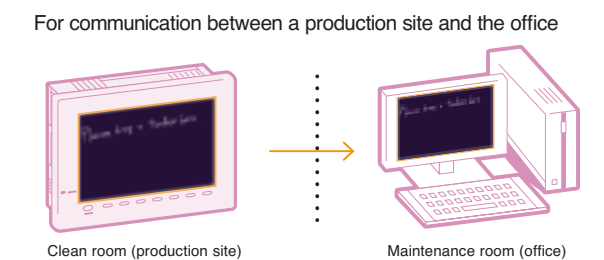 For communication between a production site and the office
Clean room (production site)
Maintenance room (office)